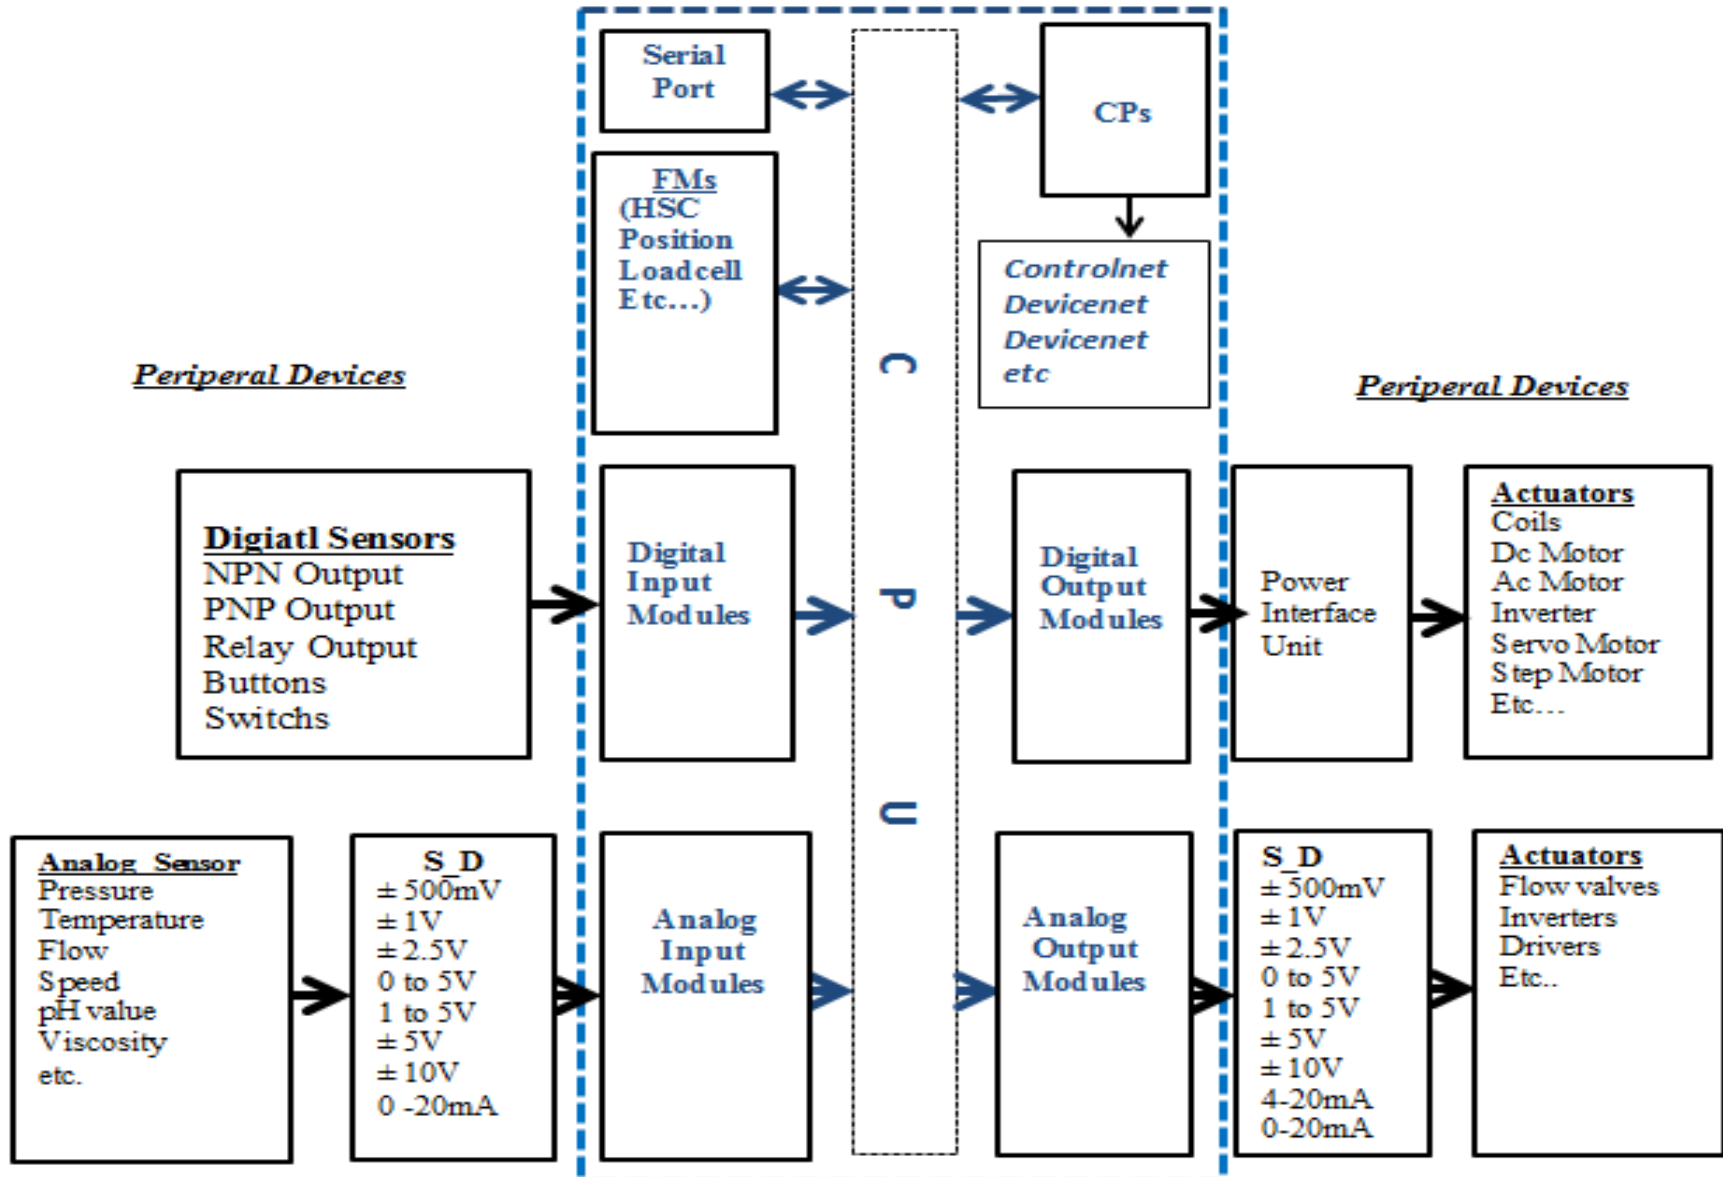 Serial
Port
CPs
FMs
(HSC
Position
Loadcell
Etc...)
Controlnet
Devicenet
Devicenet
etc
C
P
U
Periperal Devices
Periperal Devices
Digiatl Sensors
NPN Output
PNP Output
Relay Output
Buttons
Switchs
Digital
Input
Modules
Digital
Output
Modules
Power
Interface
Unit
Actuators
Coils
Dc Motor
Ac Motor
Inverter
Servo Motor
Step Motor
Etc...
Analog Sensor
Pressure
Temperature
Flow
Speed
pH value
Viscosity
etc.
S_D
± 500mV
± 1V
± 2.5V
0 to 5V
1 to 5V
± 5V
± 10V
0 -20mA
Analog
Input
Modules
Analog
Output
Modules
S_D
± 500mV
± 1V
± 2.5V
0 to 5V
1 to 5V
± 5V
± 10V
4-20mA
0-20mA
Actuators
Flow valves
Inverters
Drivers
Etc..